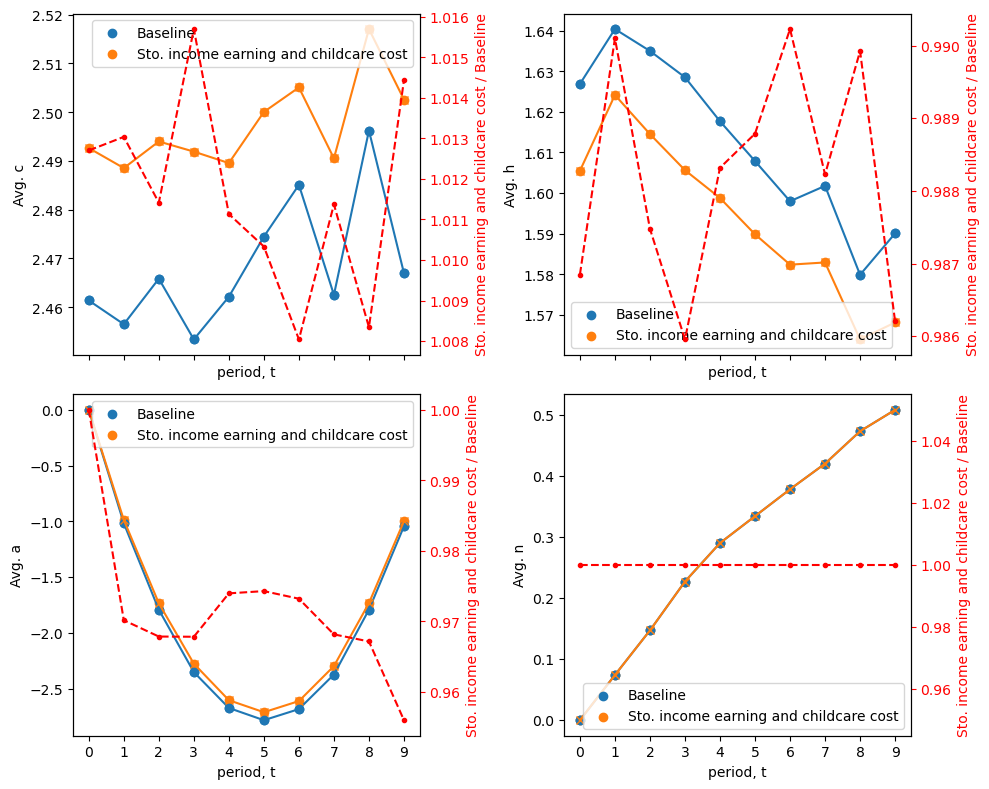 2.52
2.51
2.50
2.49
2.48
2.47
2.46
Avg. c
Baseline
Sto. income earning and childcare cost
1.016
1.015
1.014
1.013
1.012
1.011
1.010
1.009
1.008
Sto. income earning and childcare cost / Baseline
period, t
1.64
1.63
1.62
1.61
1.60
1.59
1.58
1.57
Avg. h
Baseline
Sto. income earning and childcare cost
0.990
0.989
0.988
0.987
0.986
Sto. income earning and childcare cost / Baseline
period, t
0.0
−0.5
−1.0
−1.5
−2.0
−2.5
Avg. a
Baseline
Sto. income earning and childcare cost
1.00
0.99
0.98
0.97
0.96
Sto. income earning and childcare cost / Baseline
0 1 2 3 4 5 6 7 8 9
period, t
0.5
0.4
0.3
0.2
0.1
0.0
Avg. n
Baseline
Sto. income earning and childcare cost
1.04
1.02
1.00
0.98
0.96
Sto. income earning and childcare cost / Baseline
0 1 2 3 4 5 6 7 8 9
period, t